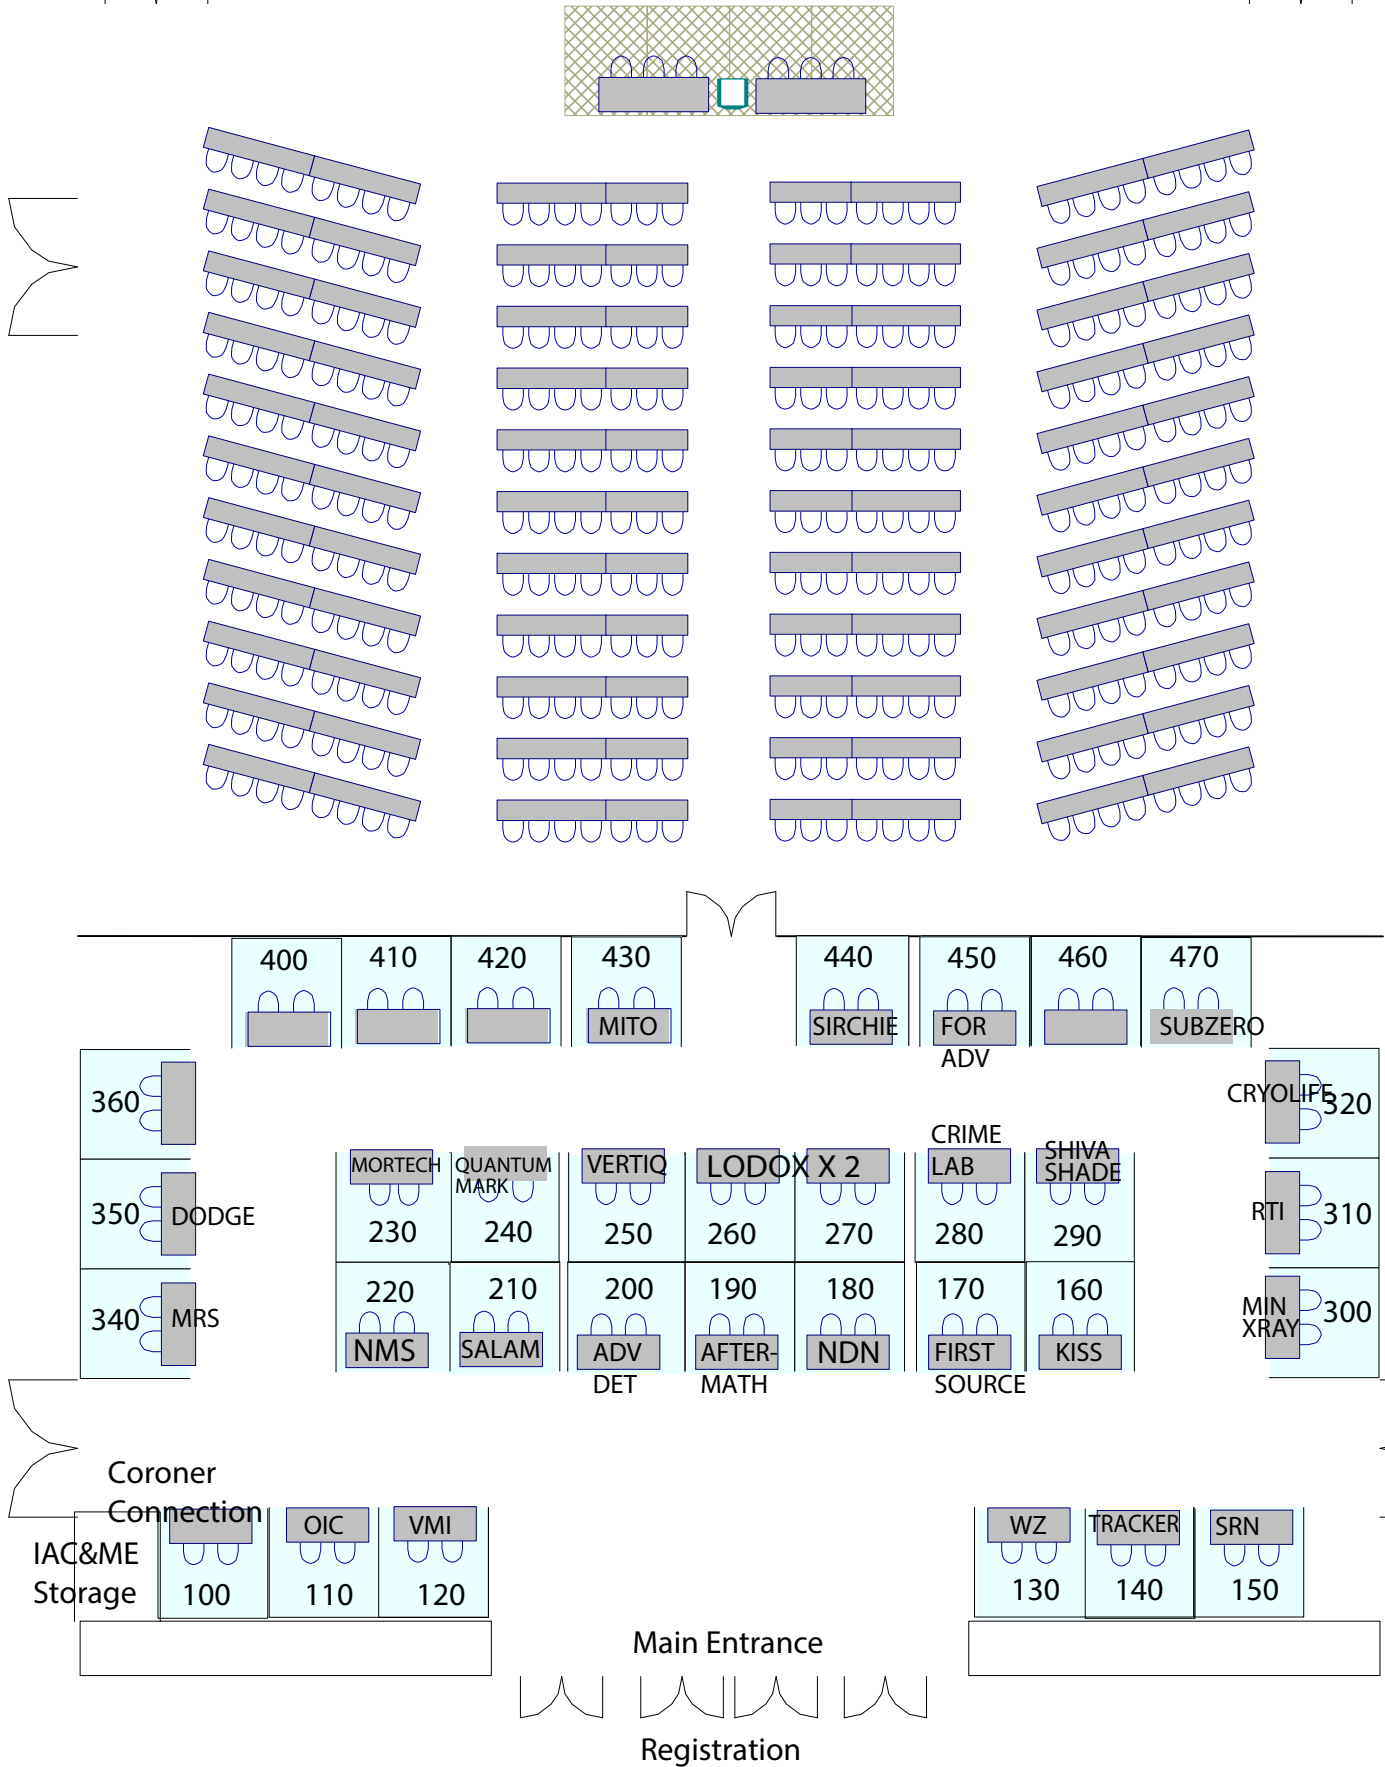 400 410 420 430 440 450 460 470
MITO SIRCHIE FOR SUBZERO
ADV
360 CRYOLIFE 320
CRIME
MORTECH QUANTUM VERTIQ LODOX X 2 LAB SHIVA
MARK SHADE
350 DODGE 230 240 250 260 270 280 290 RTI 310
340 MRS 220 210 200 190 180 170 160 MIN 300
XRAY
NMS SALAM ADV AFTER- NDN FIRST KISS
DET MATH SOURCE
Coroner
Connection
OIC VMI WZ TRACKER SRN
IAC&ME
Storage 100 110 120 130 140 150
Main Entrance
Registration